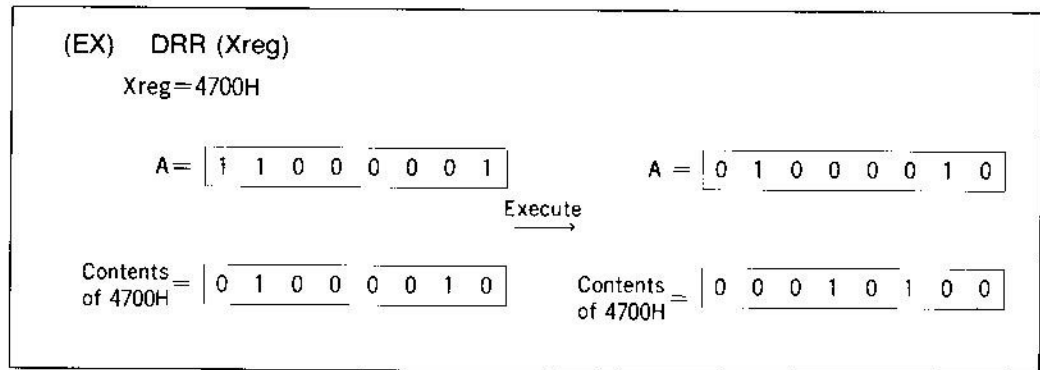 (EX) DRR (Xreg)
Xreg=4700H
A= 1 1 0 0 0 0 0 1
A = 0 1 0 0 0 0 1 0
Execute
Contents of 4700H = 0 1 0 0 0 0 1 0
Contents of 4700H = 0 0 0 1 0 1 0 0